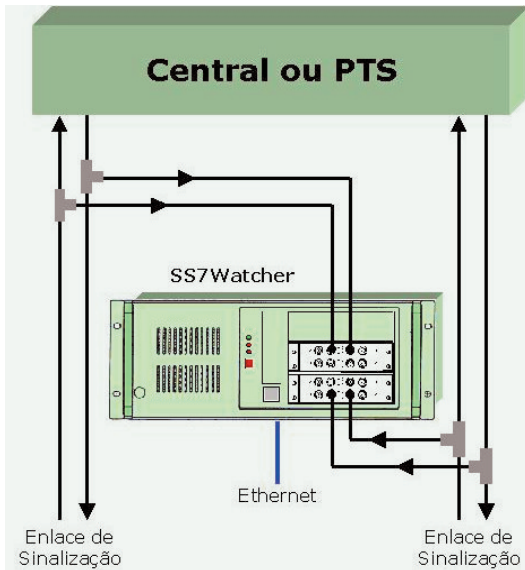 Central ou PTS
SS7Watcher
Ethernet
Enlace de
Sinalização
Enlace de
Sinalização